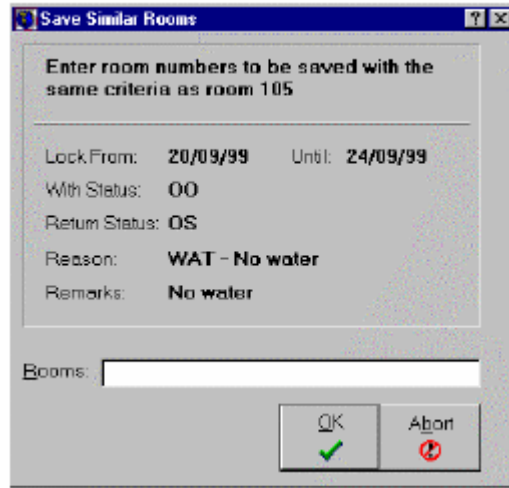 Save Similar Rooms
Enter room numbers to be saved with the
same criteria as room 105
Lock From: 20/09/99 Until: 24/09/99
With Status: OO
Return Status: OS
Reason: WAT - No water
Remarks: No water
Rooms:
OK
Abort